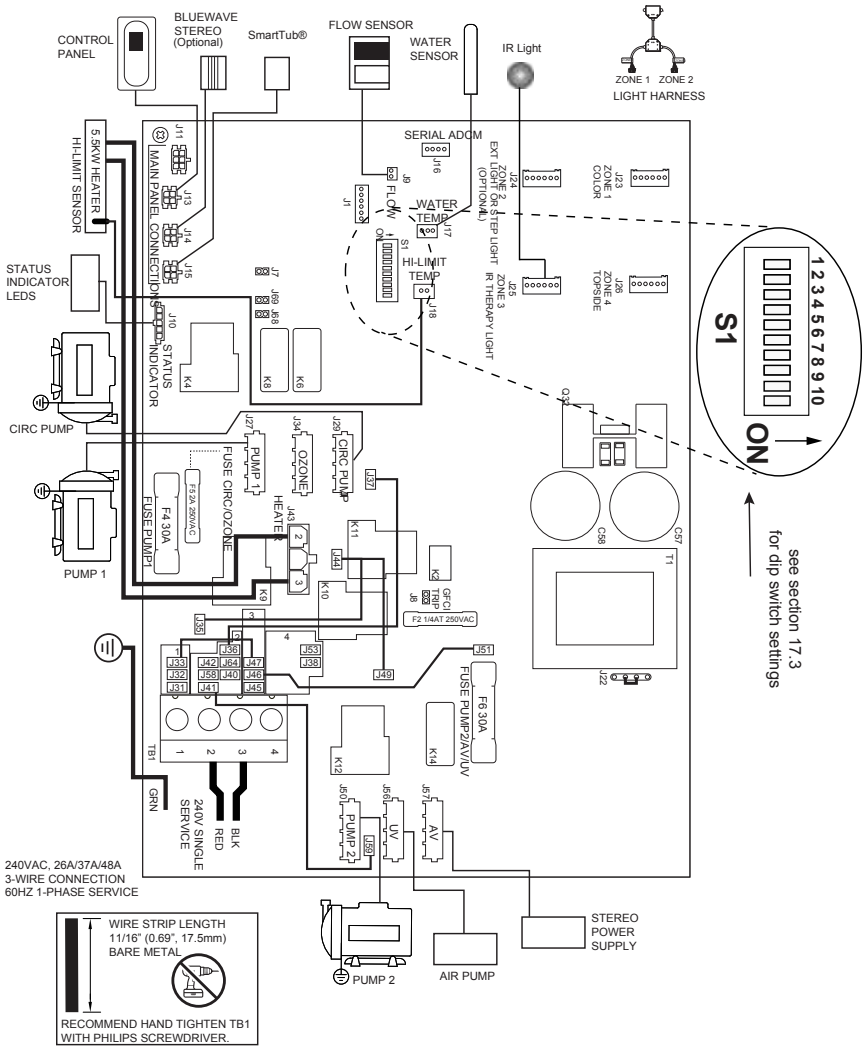 CONTROL
PANEL
BLUEWAVE
STEREO
(Optional)
SmartTub®
FLOW SENSOR
WATER
SENSOR
IR Light
ZONE 1
ZONE 2
LIGHT HARNESS
5.5KW HEATER
HI-LIMIT SENSOR
J11
MAIN PANEL CONNECTIONS
J13
J14
J15
SERIAL ADCM
J16
J9
FLOW
J1
WATER
TEMP
J17
S1
ON
HI-LIMIT
TEMP
J18
J24
ZONE 2
EXT LIGHT OR STEP LIGHT
(OPTIONAL)
J23
ZONE 1
COLOR
J25
ZONE 3
IR THERAPY LIGHT
J26
ZONE 4
TOPSIDE
1 2 3 4 5 6 7 8 9 10
S1
ON
see section 17.3
for dip switch settings
STATUS
INDICATOR
LEDS
J10
STATUS
INDICATOR
J7
J69
J68
K4
K8
K6
CIRC PUMP
PUMP 1
J27
PUMP 1
J34
OZONE
J29
CIRC PUMP
J37
Q32
C58
C57
T1
J22
F4 30A
FUSE PUMP1
F5 2A 250VAC
FUSE CIRC/OZONE
HEATER
J43
2
3
K9
K10
K11
J44
K2
GFCI
TRIP
J8
F2 1/4AT 250VAC
J35
1
2
3
4
J33
J32
J31
J42
J58
J41
J36
J64
J40
J47
J46
J45
J53
J38
J49
J51
F6 30A
FUSE PUMP2/AV/UV
K12
K14
TB1
1
2
3
4
GRN
240V SINGLE
SERVICE
RED
BLK
J50
PUMP 2
J59
J56
UV
J57
AV
240VAC, 26A/37A/48A
3-WIRE CONNECTION
60HZ 1-PHASE SERVICE
WIRE STRIP LENGTH
11/16" (0.69", 17.5mm)
BARE METAL
RECOMMEND HAND TIGHTEN TB1
WITH PHILIPS SCREWDRIVER.
PUMP 2
AIR PUMP
STEREO
POWER
SUPPLY